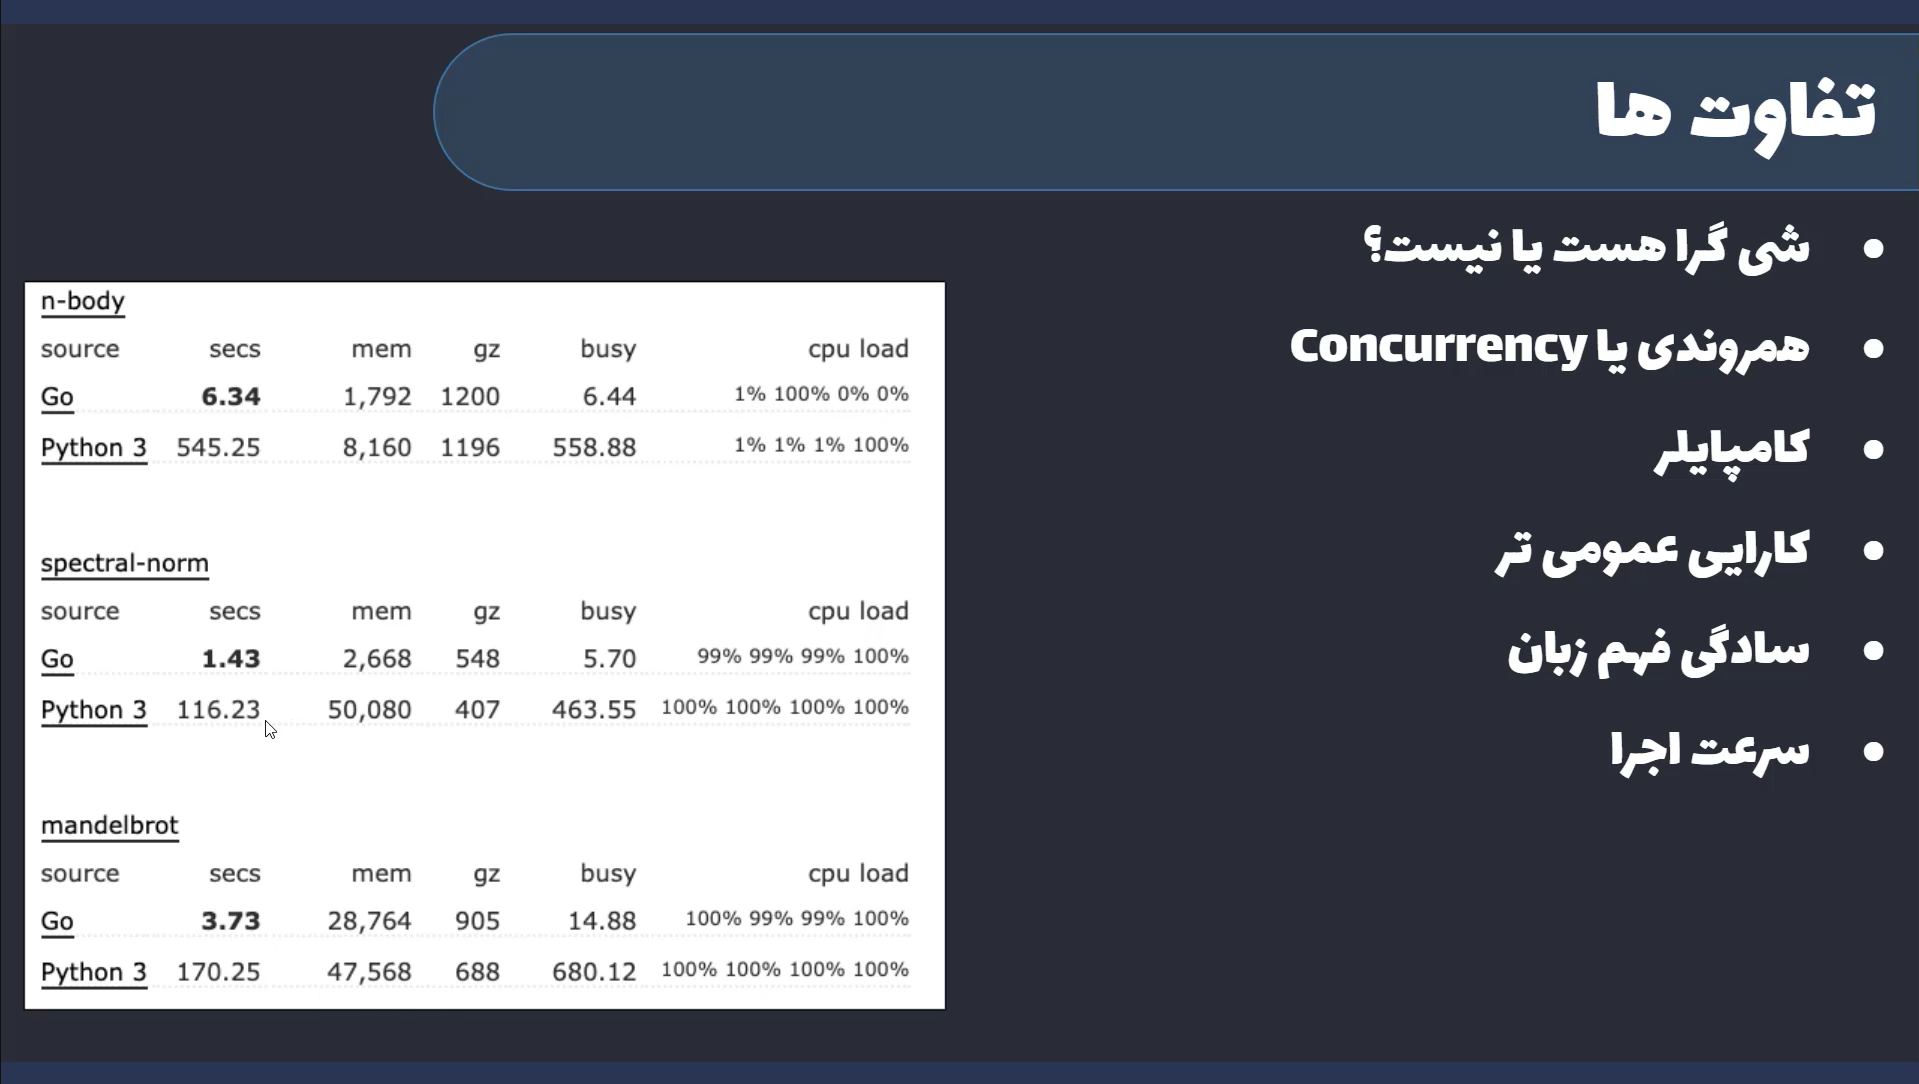 تفاوت ها
شی گرا هست یا نیست؟
همروندی یا Concurrency
کامپایلر
کارایی عمومی تر
سادگی فهم زبان
سرعت اجرا
n-body
source secs mem gz busy cpu load
Go 6.34 1,792 1200 6.44 1% 100% 0% 0%
Python 3 545.25 8,160 1196 558.88 1% 1% 1% 100%
spectral-norm
source secs mem gz busy cpu load
Go 1.43 2,668 548 5.70 99% 99% 99% 100%
Python 3 116.23 50,080 407 463.55 100% 100% 100% 100%
mandelbrot
source secs mem gz busy cpu load
Go 3.73 28,764 905 14.88 100% 99% 99% 100%
Python 3 170.25 47,568 688 680.12 100% 100% 100% 100%